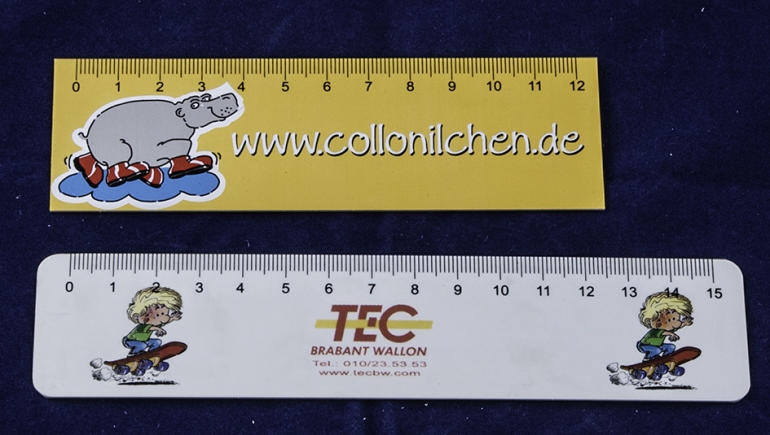 0 1 2 3 4 5 6 7 8 9 10 11 12
www.collonilchen.de
0 1 2 3 4 5 6 7 8 9 10 11 12 13 14 15
TEC
BRABANT WALLON
Tel.: 010/23.53.53
www.tecbw.com